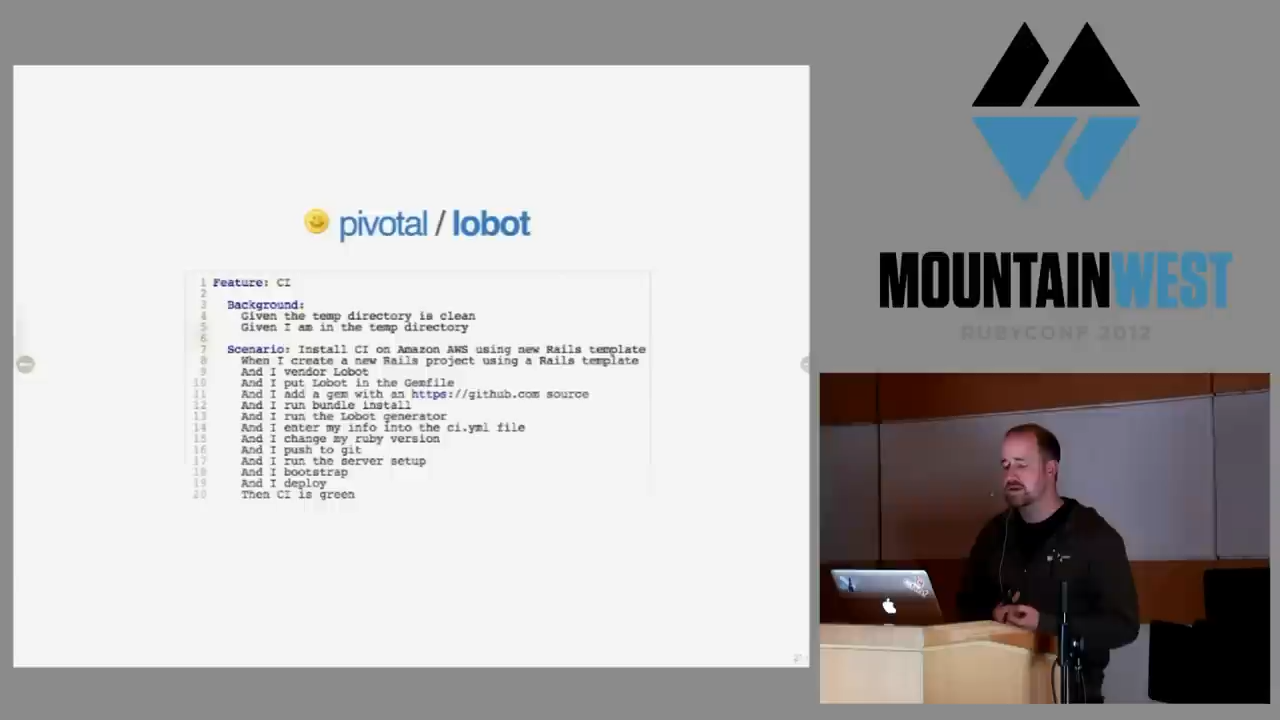 pivotal / lobot
1 Feature: CI
2
3 Background:
4 Given the temp directory is clean
5 Given I am in the temp directory
6
7 Scenario: Install CI on Amazon AWS using new Rails template
8 When I create a new Rails project using a Rails template
9 And I vendor Lobot
10 And I put Lobot in the Gemfile
11 And I add a gem with an https://github.com source
12 And I run bundle install
13 And I run the Lobot generator
14 And I enter my info into the ci.yml file
15 And I change my ruby version
16 And I push to git
17 And I run the server setup
18 And I bootstrap
19 And I deploy
20 Then CI is green
MOUNTAINWEST
RUBYCONF 2012